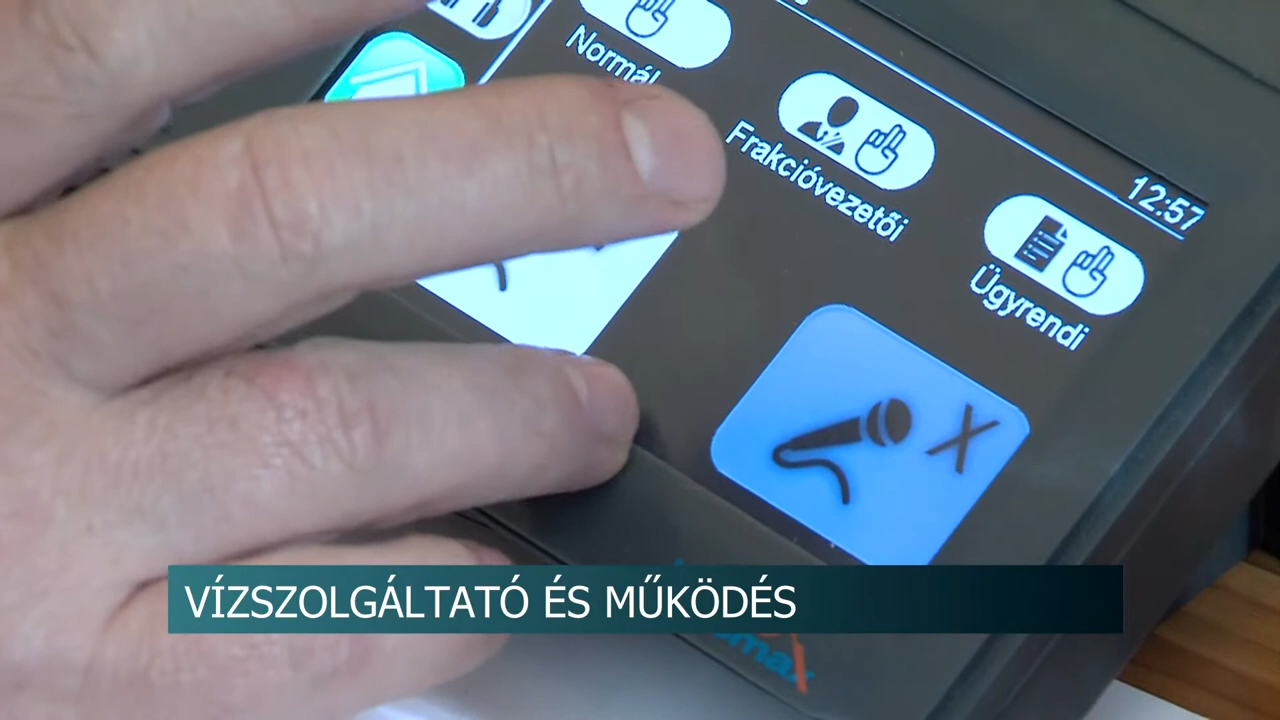 Normál
Frakcióvezetői
12:57
Ügyrendi
VÍZSZOLGÁLTATÓ ÉS MŰKÖDÉS